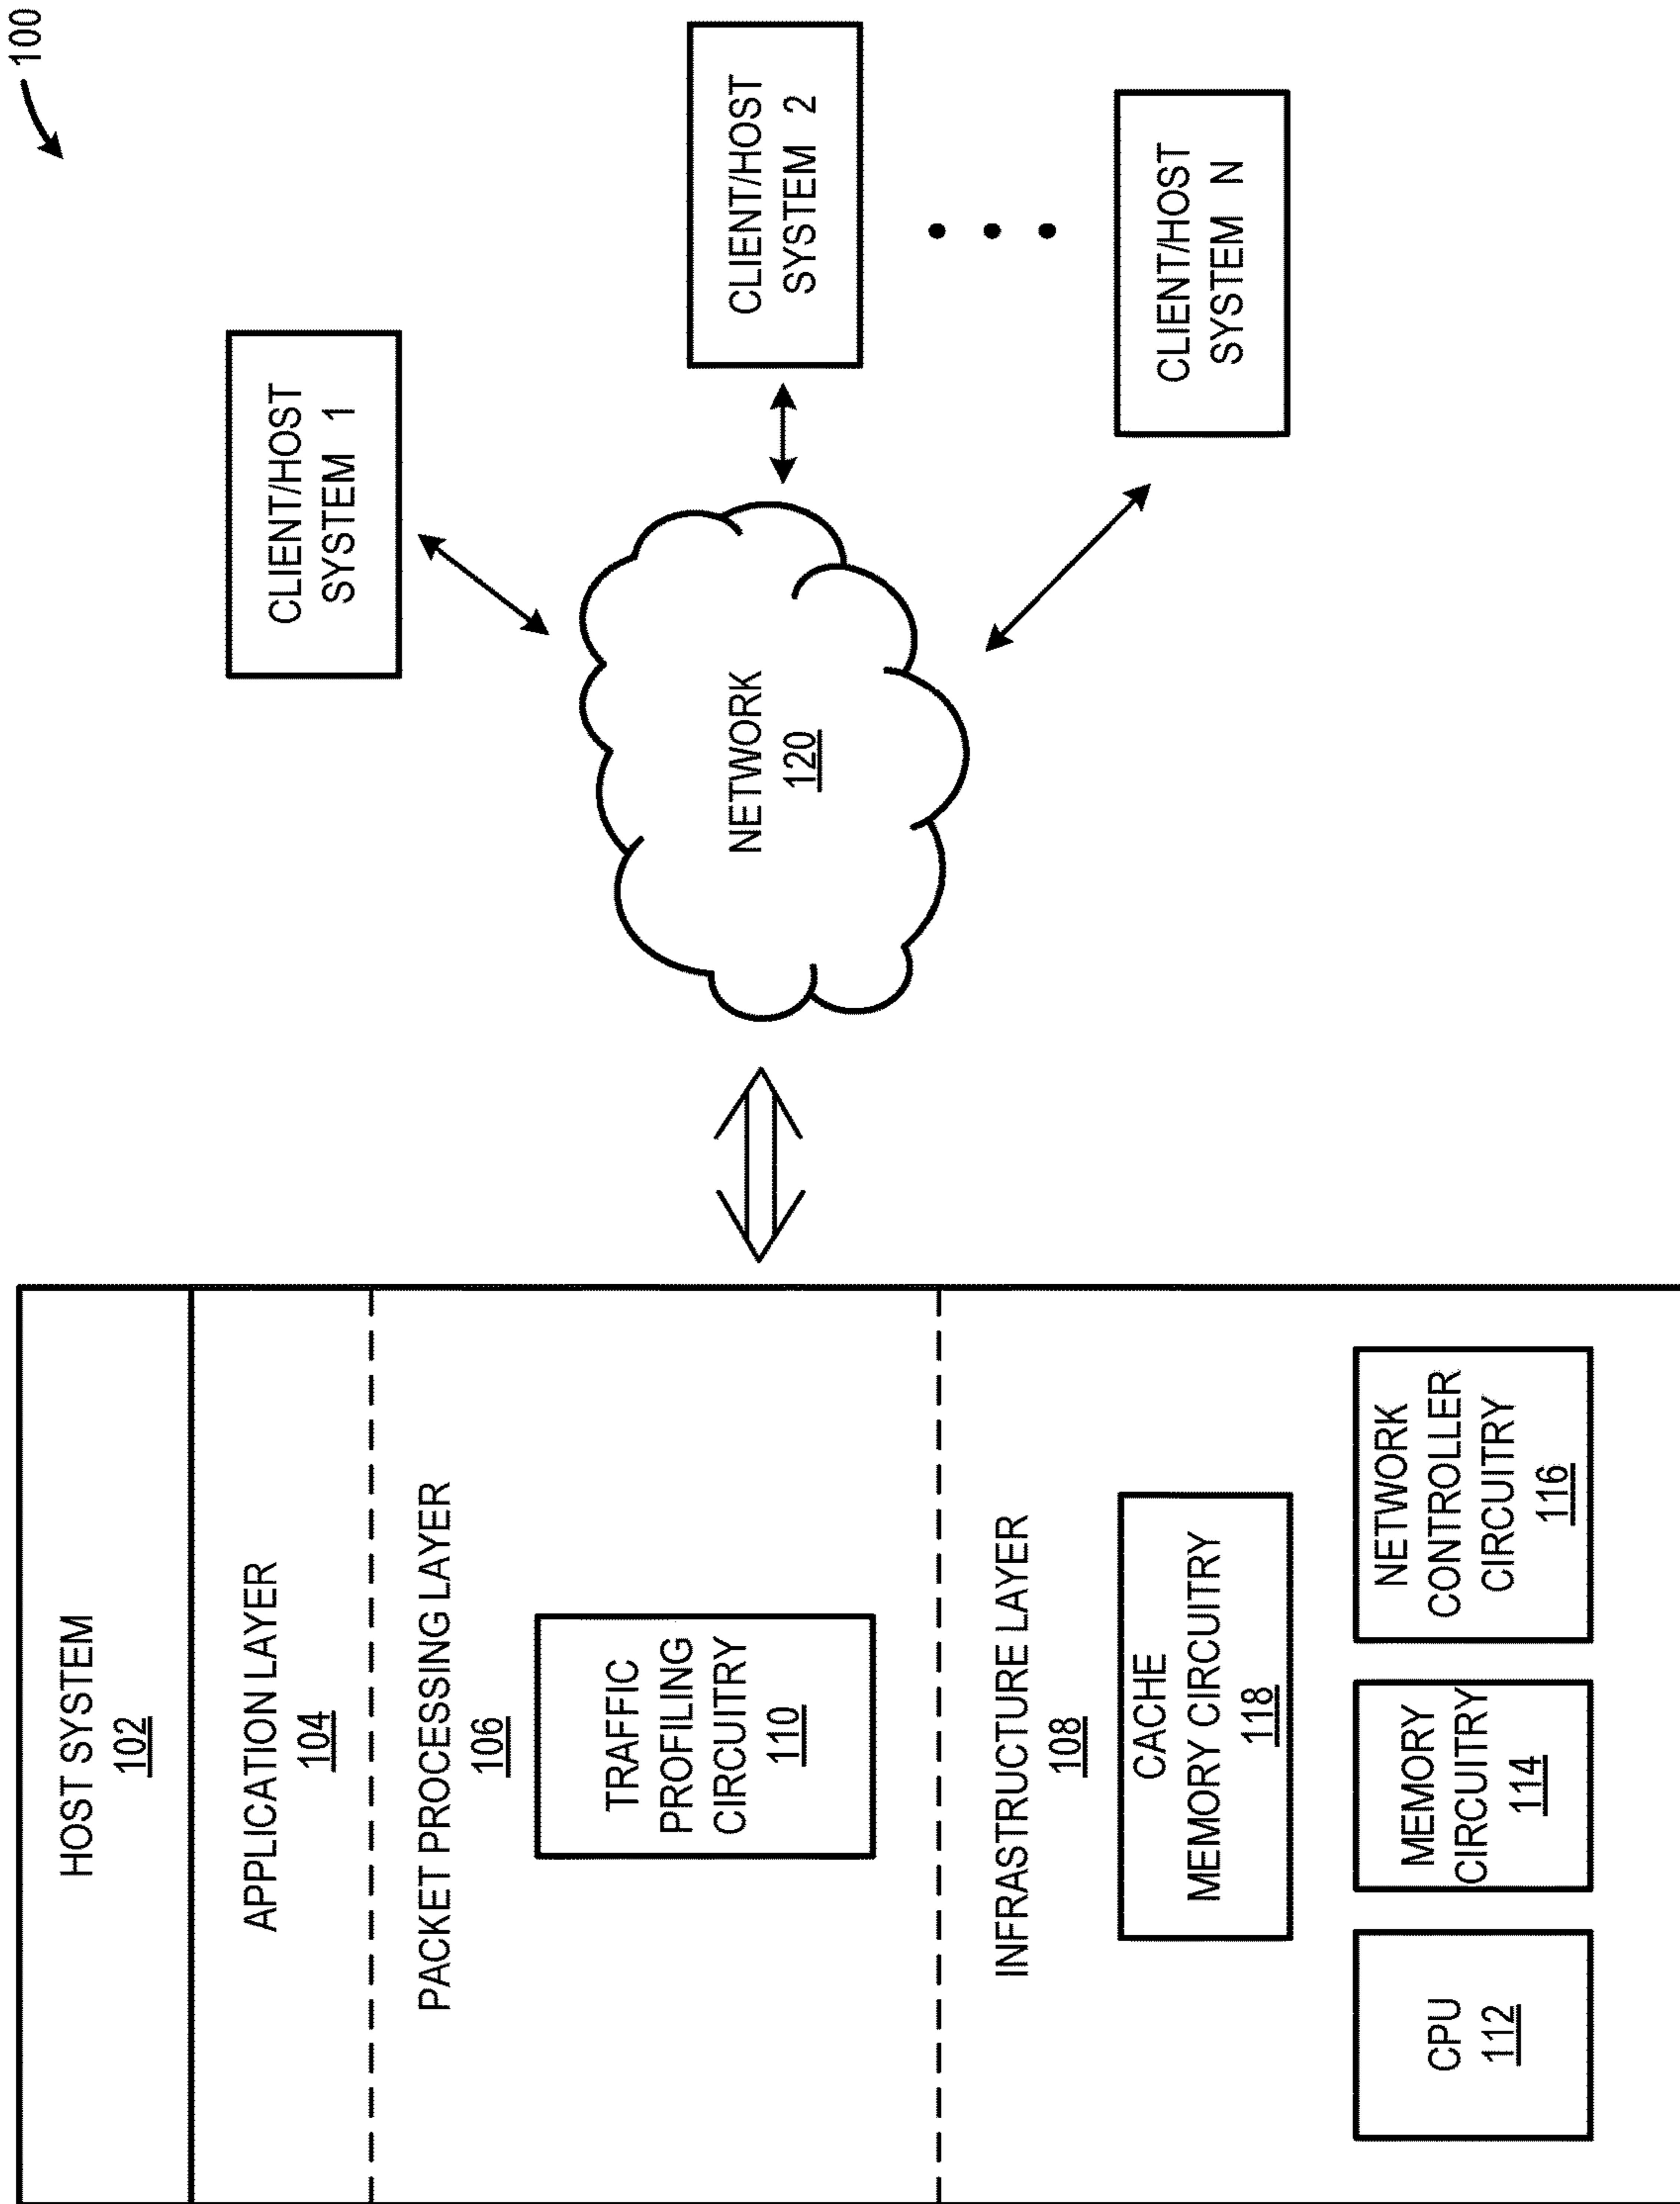 100
HOST SYSTEM
102
APPLICATION LAYER
104
PACKET PROCESSING LAYER
106
TRAFFIC
PROFILING
CIRCUITRY
110
INFRASTRUCTURE LAYER
108
CACHE
MEMORY CIRCUITRY
118
CPU
112
MEMORY
CIRCUITRY
114
NETWORK
CONTROLLER
CIRCUITRY
116
NETWORK
120
CLIENT/HOST
SYSTEM 1
CLIENT/HOST
SYSTEM 2
CLIENT/HOST
SYSTEM N